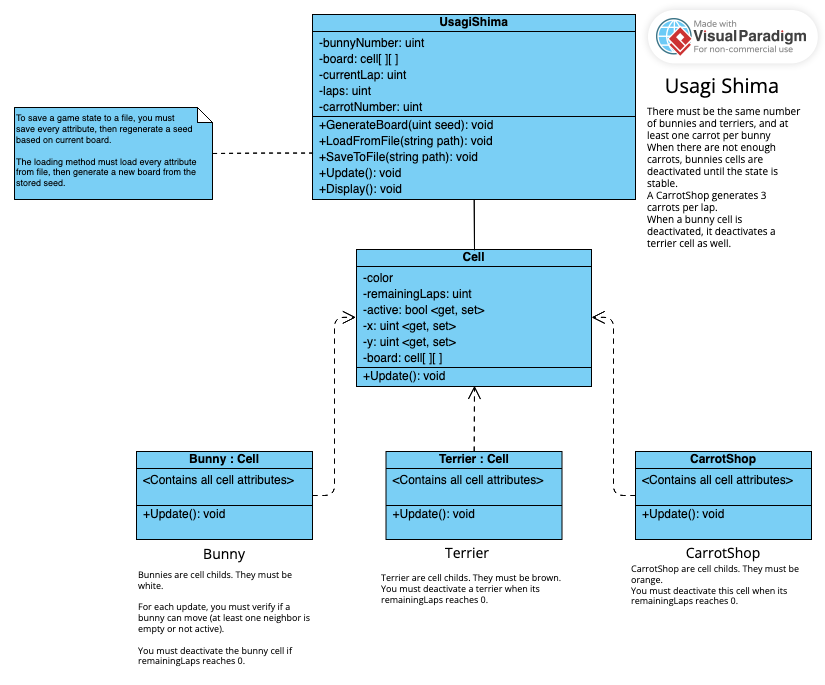 UsagiShima
-bunnyNumber: uint
-board: cell[ ][ ]
-currentLap: uint
-laps: uint
-carrotNumber: uint
+GenerateBoard(uint seed): void
+LoadFromFile(string path): void
+SaveToFile(string path): void
+Update(): void
+Display(): void
Made with
VisualParadigm
For non-commercial use
Usagi Shima
There must be the same number
of bunnies and terriers, and at
least one carrot per bunny
When there are not enough
carrots, bunnies cells are
deactivated until the state is
stable.
A CarrotShop generates 3
carrots per lap.
When a bunny cell is
deactivated, it deactivates a
terrier cell as well.
To save a game state to a file, you must
save every attribute, then regenerate a seed
based on current board.
The loading method must load every attribute
from file, then generate a new board from the
stored seed.
Cell
-color
-remainingLaps: uint
-active: bool <get, set>
-x: uint <get, set>
-y: uint <get, set>
-board: cell[ ][ ]
+Update(): void
Bunny : Cell
<Contains all cell attributes>
+Update(): void
Terrier : Cell
<Contains all cell attributes>
+Update(): void
CarrotShop
<Contains all cell attributes>
+Update(): void
Bunny
Bunnies are cell childs. They must be
white.
For each update, you must verify if a
bunny can move (at least one neighbor is
empty or not active).
You must deactivate the bunny cell if
remainingLaps reaches 0.
Terrier
Terrier are cell childs. They must be brown.
You must deactivate a terrier when its
remainingLaps reaches 0.
CarrotShop
CarrotShop are cell childs. They must be
orange.
You must deactivate this cell when its
remainingLaps reaches 0.